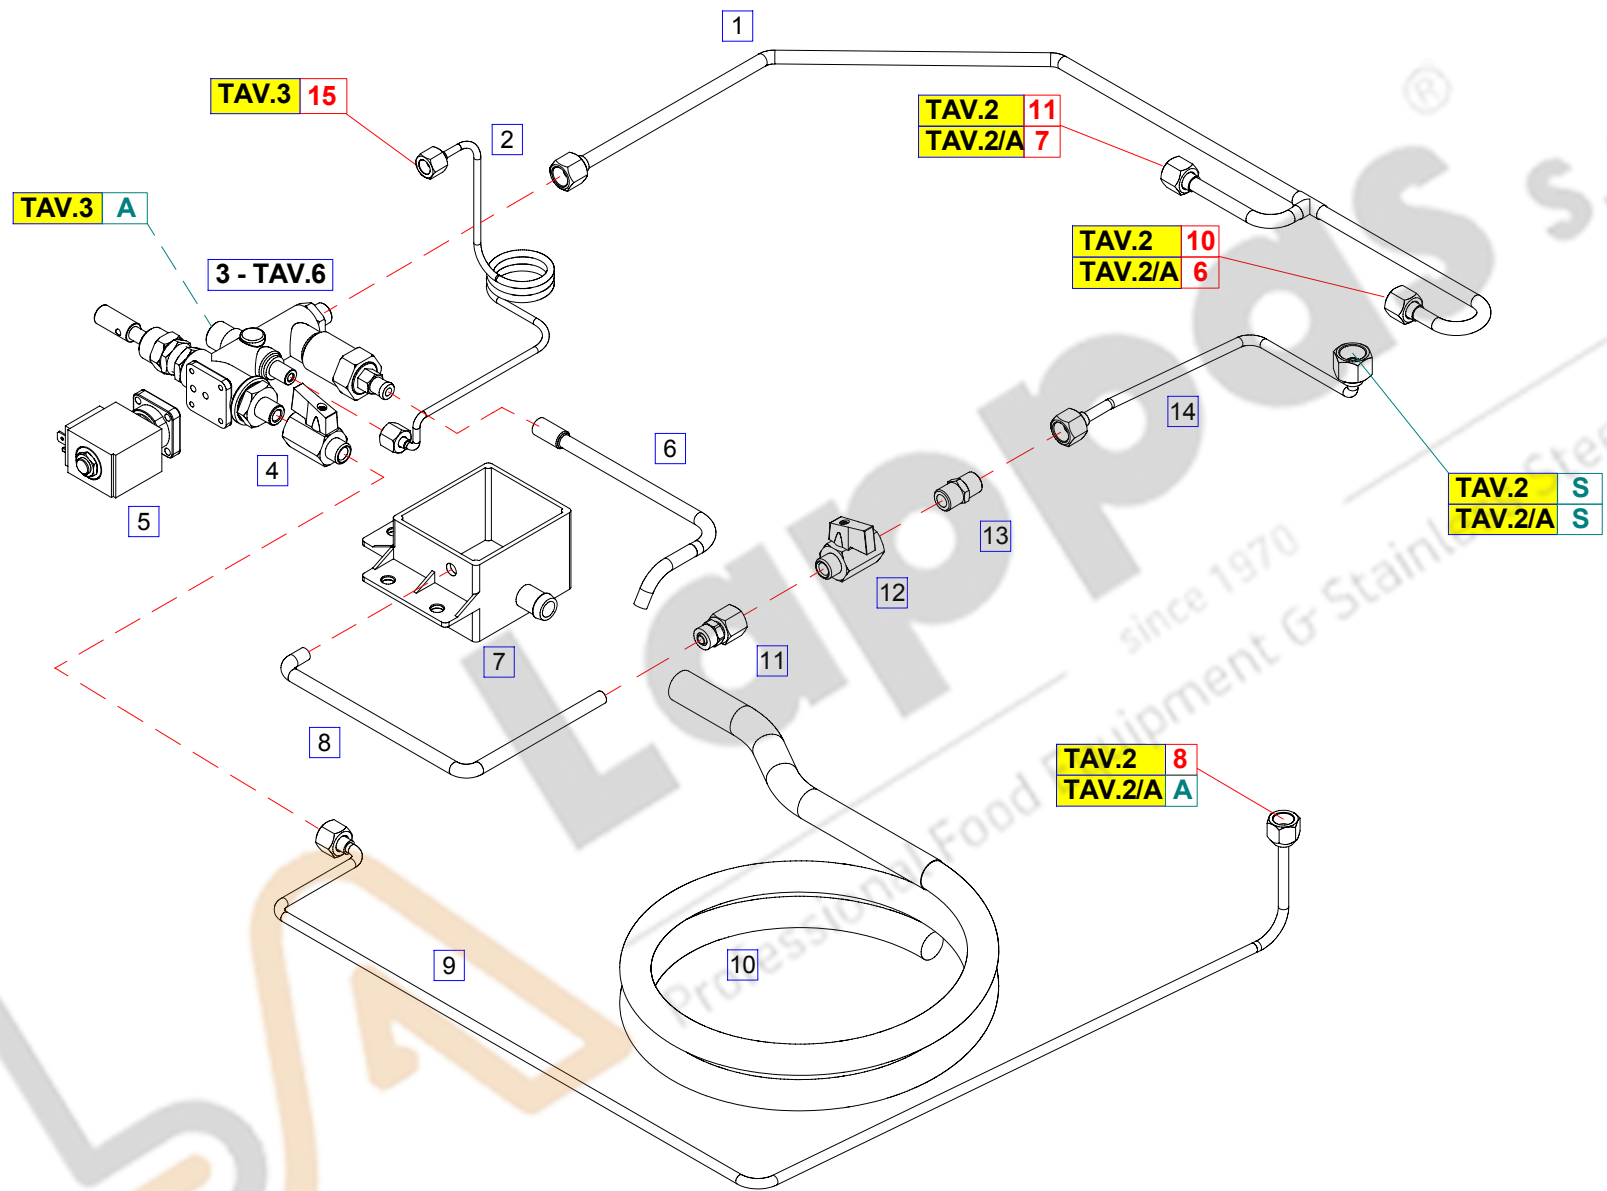 1
TAV.3 15
2
TAV.2 11
TAV.2/A 7
®
TAV.3 A
TAV.2 10
TAV.2/A 6
3 - TAV.6
14
6
4
5
TAV.2 S
TAV.2/A S
13
12
11
7
8
TAV.2 8
TAV.2/A A
9
10
Lappas s.
since 1970
Professional Food Equipment & Stainle Stee